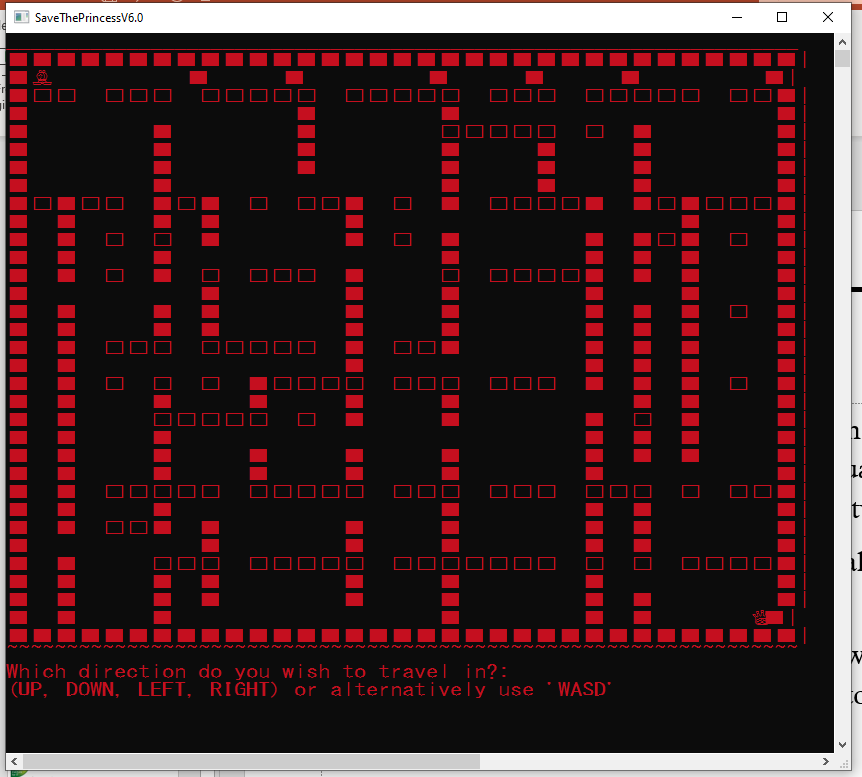 SaveThePrincessV6.0
Which direction do you wish to travel in?:
(UP, DOWN, LEFT, RIGHT) or alternatively use 'WASD'